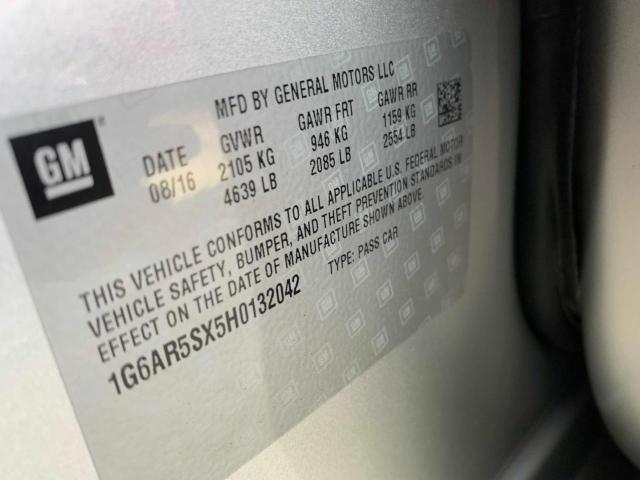 GM
MFD BY GENERAL MOTORS LLC
DATE GVWR GAWR FRT GAWR RR
08/16 2105 KG 946 KG 1159 KG
4639 LB 2085 LB 2554 LB
THIS VEHICLE CONFORMS TO ALL APPLICABLE U.S. FEDERAL MOTOR
VEHICLE SAFETY, BUMPER, AND THEFT PREVENTION STANDARDS IN
EFFECT ON THE DATE OF MANUFACTURE SHOWN ABOVE.
TYPE: PASS CAR
1G6AR5SX5H0132042